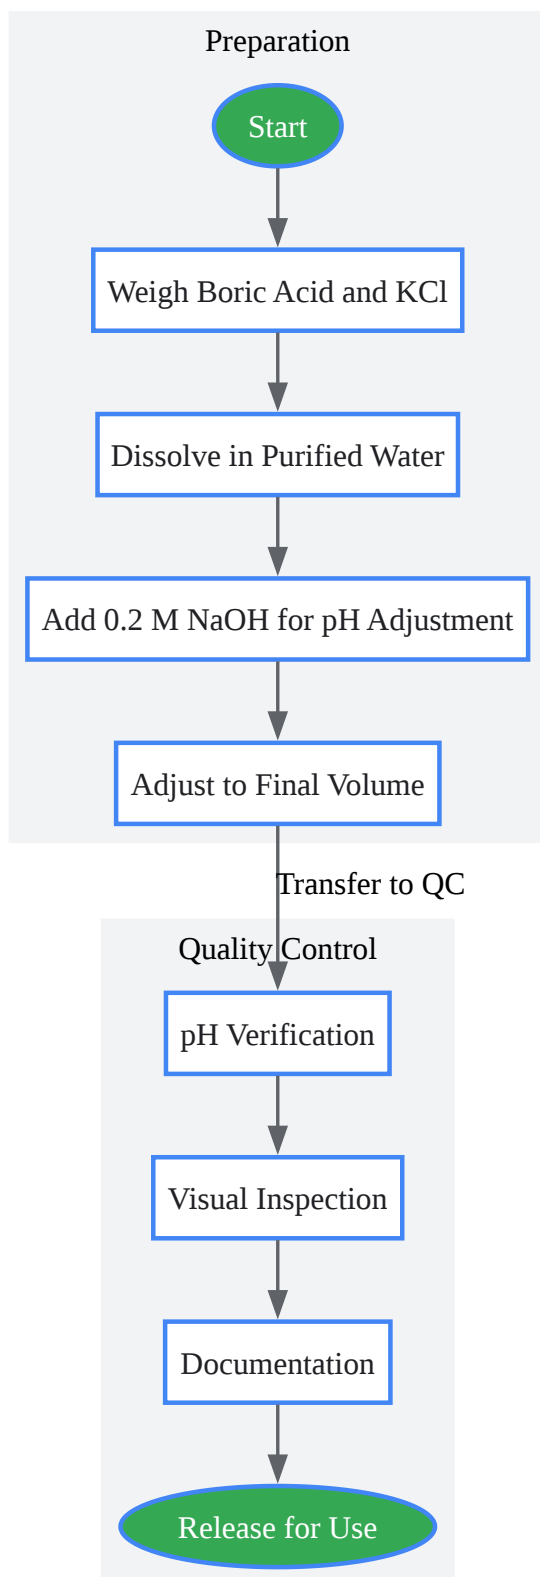 Preparation
Start
Weigh Boric Acid and KCl
Dissolve in Purified Water
Add 0.2 M NaOH for pH Adjustment
Adjust to Final Volume
Transfer to QC
Quality Control
pH Verification
Visual Inspection
Documentation
Release for Use